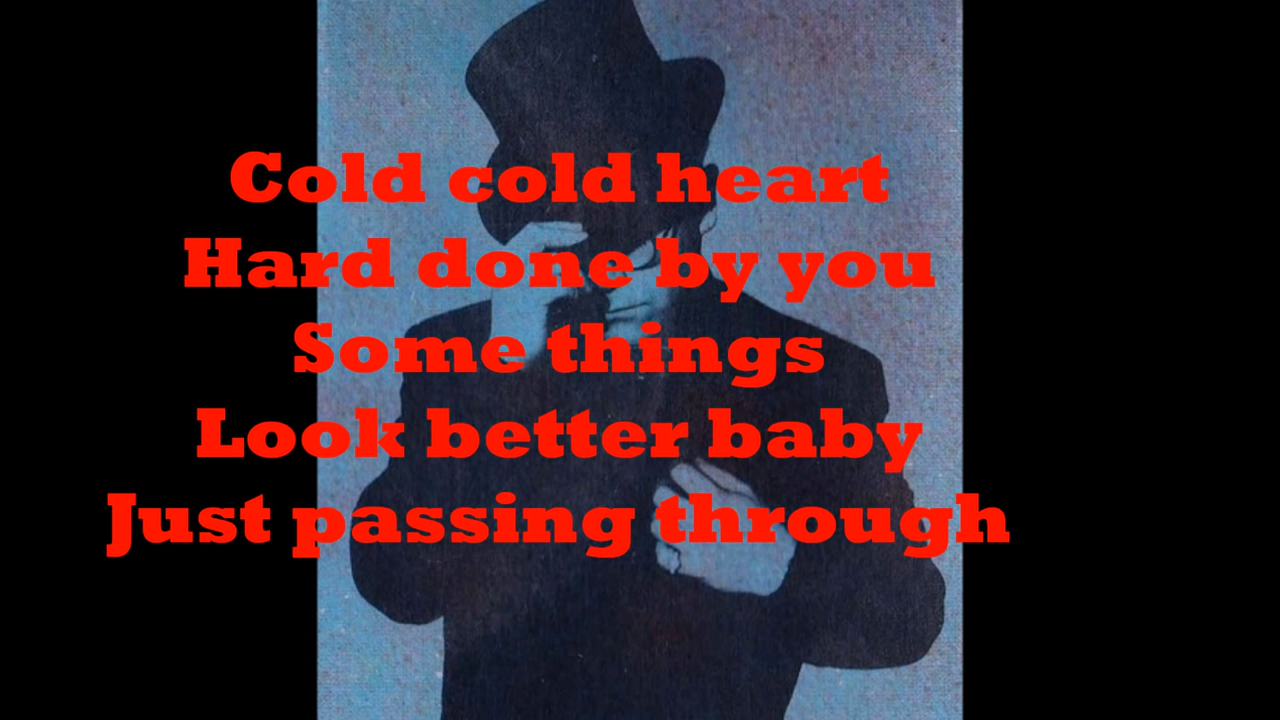 Cold cold heart
Hard done by you
Some things
Look better baby
Just passing through